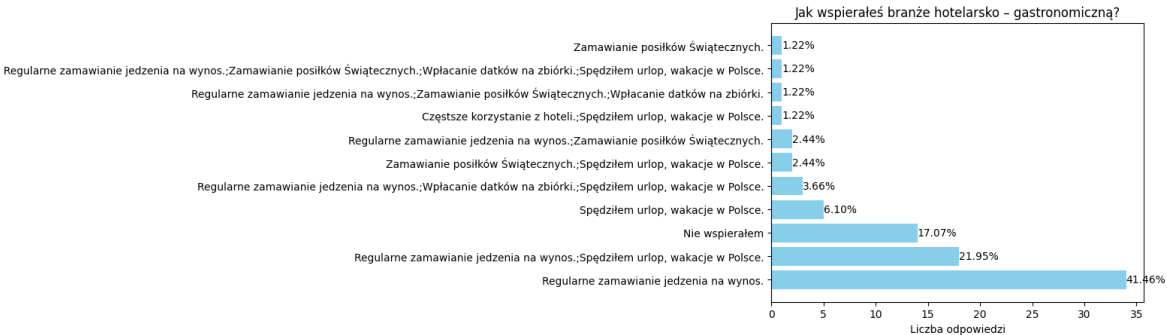 Jak wspierałeś branże hotelarsko – gastronomiczną?
Zamawianie posiłków Świątecznych. 1.22%
Regularne zamawianie jedzenia na wynos.;Zamawianie posiłków Świątecznych.;Wpłacanie datków na zbiórki.;Spędziłem urlop, wakacje w Polsce. 1.22%
Regularne zamawianie jedzenia na wynos.;Zamawianie posiłków Świątecznych.;Wpłacanie datków na zbiórki. 1.22%
Częstsze korzystanie z hoteli.;Spędziłem urlop, wakacje w Polsce. 1.22%
Regularne zamawianie jedzenia na wynos.;Zamawianie posiłków Świątecznych. 2.44%
Zamawianie posiłków Świątecznych.;Spędziłem urlop, wakacje w Polsce. 2.44%
Regularne zamawianie jedzenia na wynos.;Wpłacanie datków na zbiórki.;Spędziłem urlop, wakacje w Polsce. 3.66%
Spędziłem urlop, wakacje w Polsce. 6.10%
Nie wspierałem 17.07%
Regularne zamawianie jedzenia na wynos.;Spędziłem urlop, wakacje w Polsce. 21.95%
Regularne zamawianie jedzenia na wynos. 41.46%
0 5 10 15 20 25 30 35
Liczba odpowiedzi